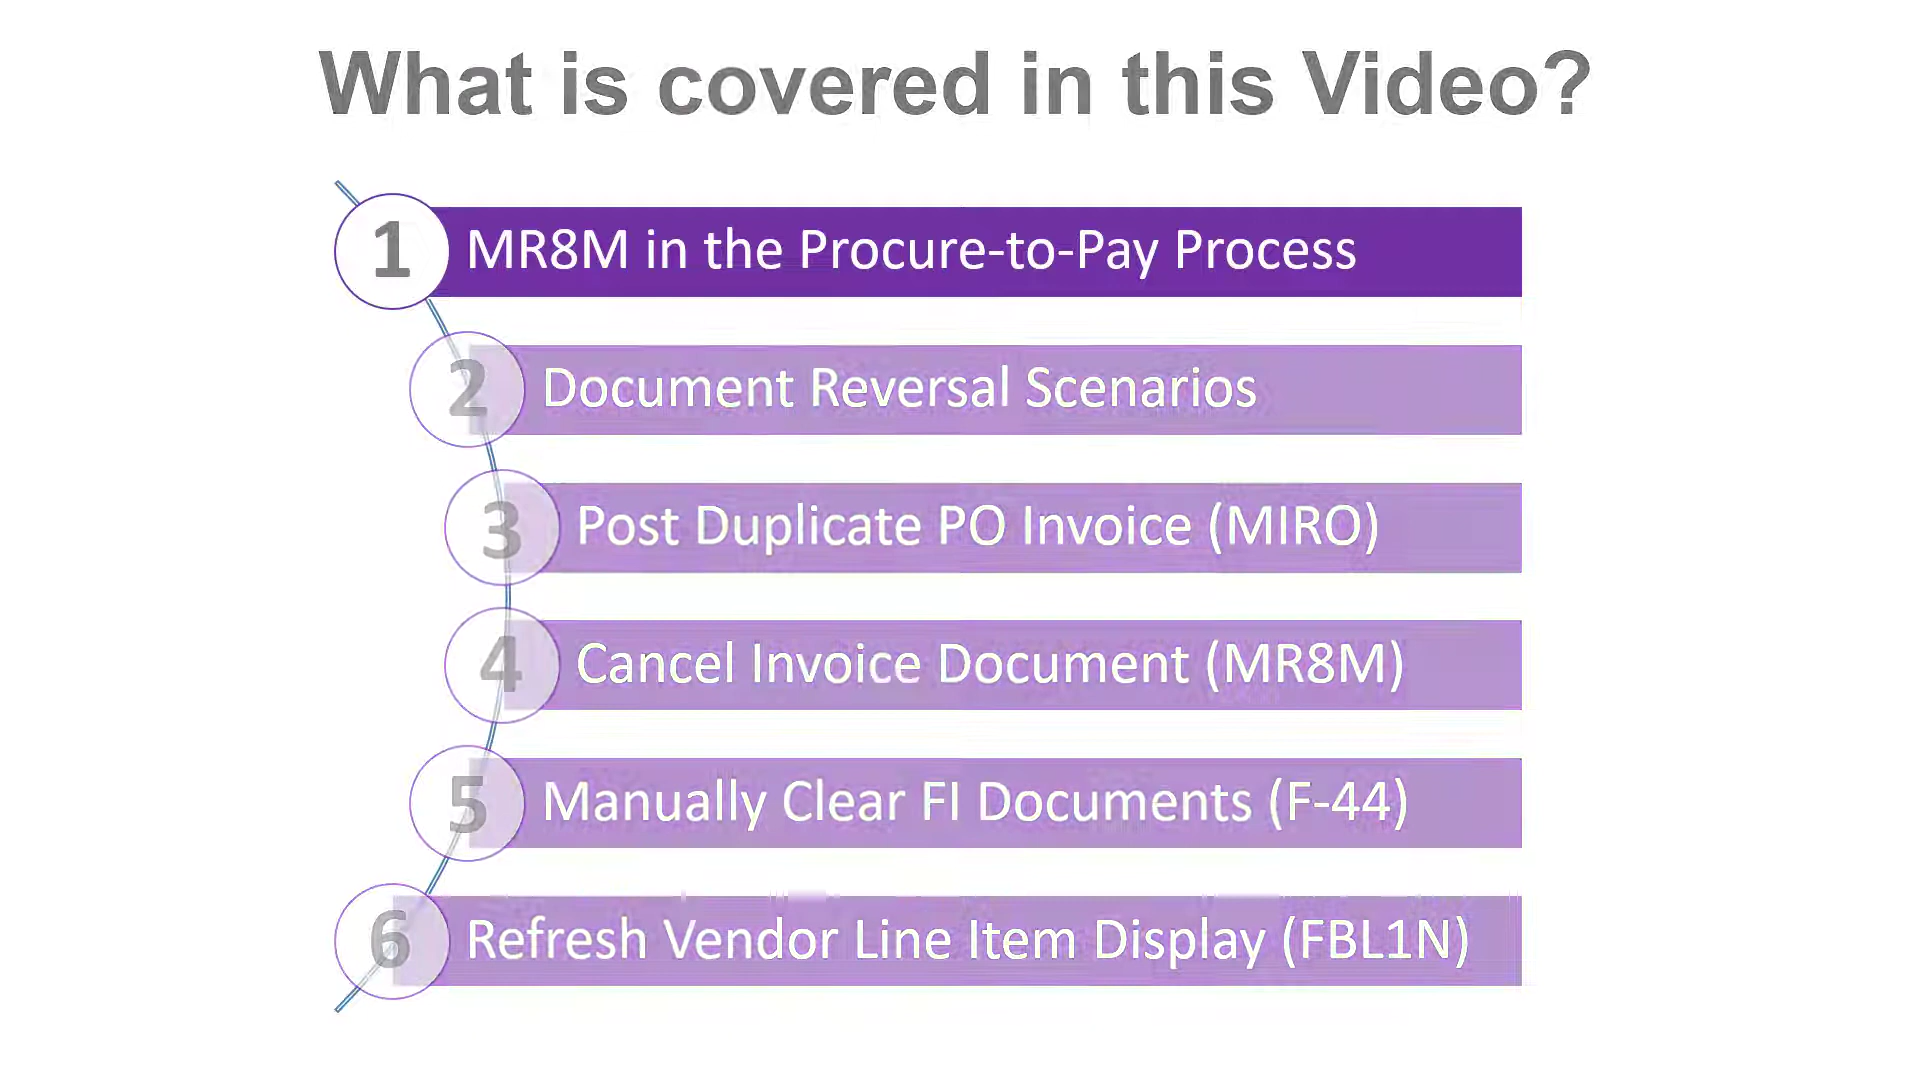 What is covered in this Video?
1 MR8M in the Procure-to-Pay Process
2 Document Reversal Scenarios
3 Post Duplicate PO Invoice (MIRO)
4 Cancel Invoice Document (MR8M)
5 Manually Clear FI Documents (F-44)
6 Refresh Vendor Line Item Display (FBL1N)